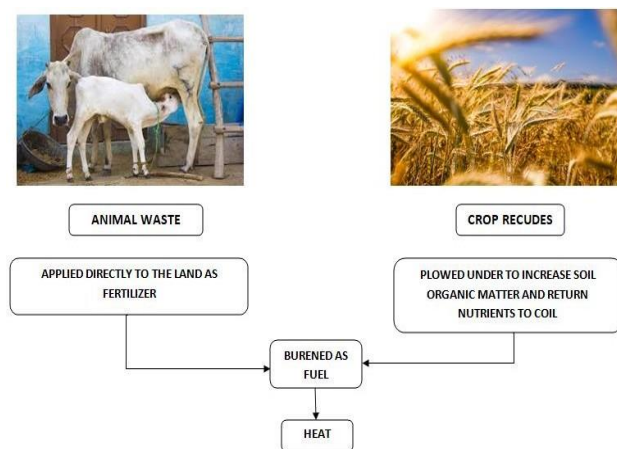 ANIMAL WASTE
CROP RECUDES
APPLIED DIRECTLY TO THE LAND AS
FERTILIZER
PLOWED UNDER TO INCREASE SOIL
ORGANIC MATTER AND RETURN
NUTRIENTS TO COIL
BURENED AS
FUEL
HEAT